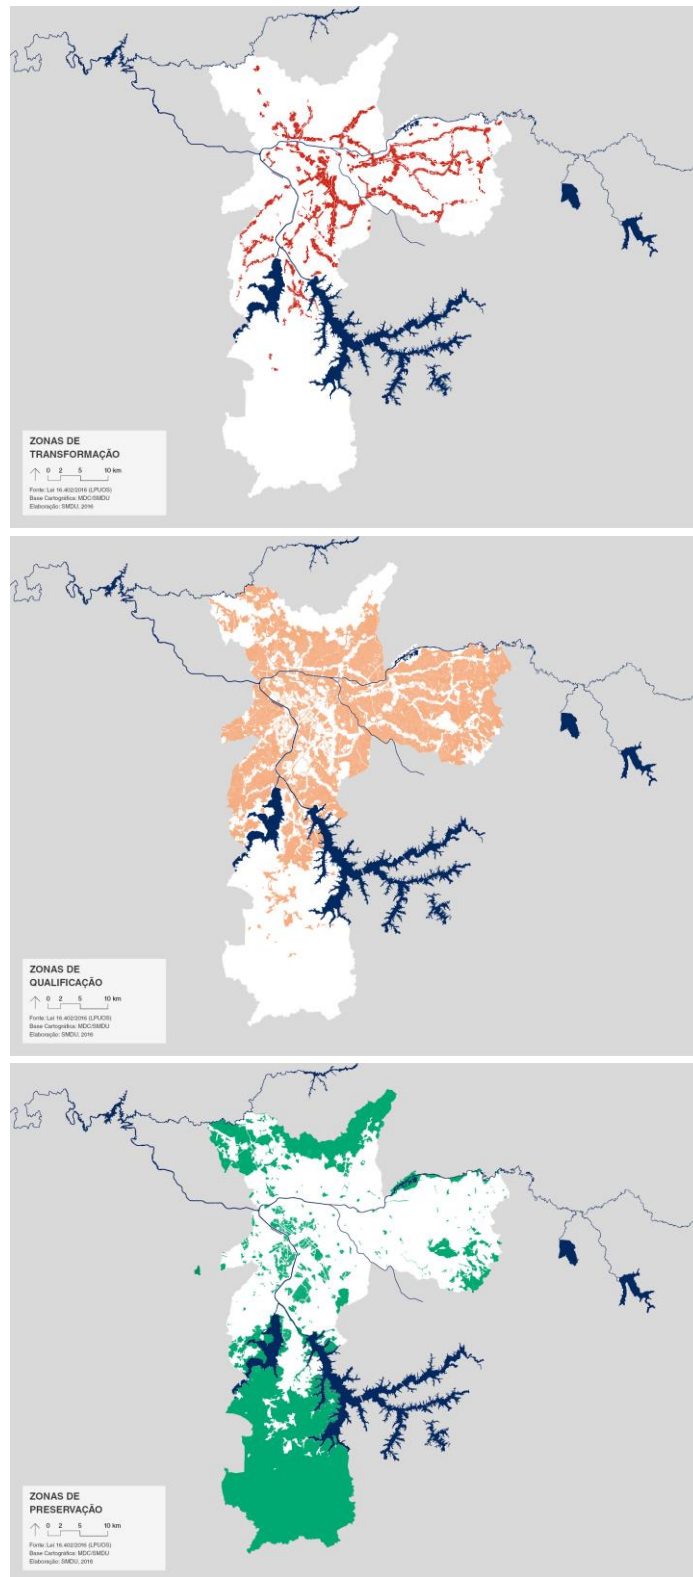 ZONAS DE
TRANSFORMAÇÃO
0 2 5 10 km
Fonte: Lei 16.402/2016 (LPUOS)
Base Cartográfica: MDC/SMDU
Elaboração: SMDU, 2016
ZONAS DE
QUALIFICAÇÃO
0 2 5 10 km
Fonte: Lei 16.402/2016 (LPUOS)
Base Cartográfica: MDC/SMDU
Elaboração: SMDU, 2016
ZONAS DE
PRESERVAÇÃO
0 2 5 10 km
Fonte: Lei 16.402/2016 (LPUOS)
Base Cartográfica: MDC/SMDU
Elaboração: SMDU, 2016